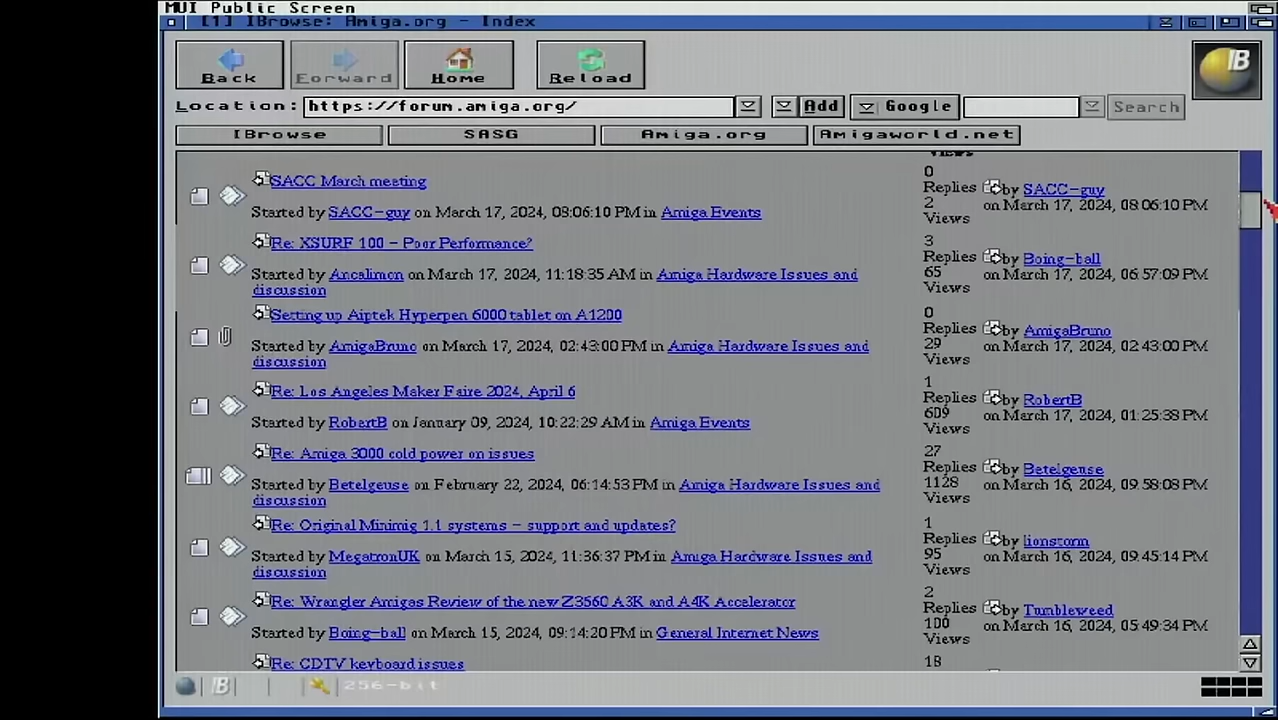 MUI Public Screen
[1] IBrowse: Amiga.org - Index
Back Forward Home Reload
IB
Location: https://forum.amiga.org/ Add Google Search
IBrowse SASG Amiga.org Amigaworld.net
Views
SACC March meeting
Started by SACC-guy on March 17, 2024, 08:06:10 PM in Amiga Events
0
Replies
2
Views
by SACC-guy
on March 17, 2024, 08:06:10 PM
Re: XSURF 100 - Poor Performance?
Started by Ancalimon on March 17, 2024, 11:18:35 AM in Amiga Hardware Issues and
discussion
3
Replies
65
Views
by Boing-ball
on March 17, 2024, 06:57:09 PM
Setting up Aiptek Hyperpen 6000 tablet on A1200
Started by AmigaBruno on March 17, 2024, 02:43:00 PM in Amiga Hardware Issues and
discussion
0
Replies
29
Views
by AmigaBruno
on March 17, 2024, 02:43:00 PM
Re: Los Angeles Maker Faire 2024, April 6
Started by RobertB on January 09, 2024, 10:22:29 AM in Amiga Events
1
Replies
609
Views
by RobertB
on March 17, 2024, 01:25:38 PM
Re: Amiga 3000 cold power on issues
Started by Betelgeuse on February 22, 2024, 06:14:53 PM in Amiga Hardware Issues and
discussion
27
Replies
1128
Views
by Betelgeuse
on March 16, 2024, 09:58:08 PM
Re: Original Minimig 1.1 systems - support and updates?
Started by MegatronUK on March 15, 2024, 11:36:37 PM in Amiga Hardware Issues and
discussion
1
Replies
95
Views
by lionstorm
on March 16, 2024, 09:45:14 PM
Re: Wrangler Amigas Review of the new Z3560 A3K and A4K Accelerator
Started by Boing-ball on March 15, 2024, 09:14:20 PM in General Internet News
2
Replies
100
Views
by Tumbleweed
on March 16, 2024, 05:49:34 PM
Re: CDTV keyboard issues
18
IB 256-bit